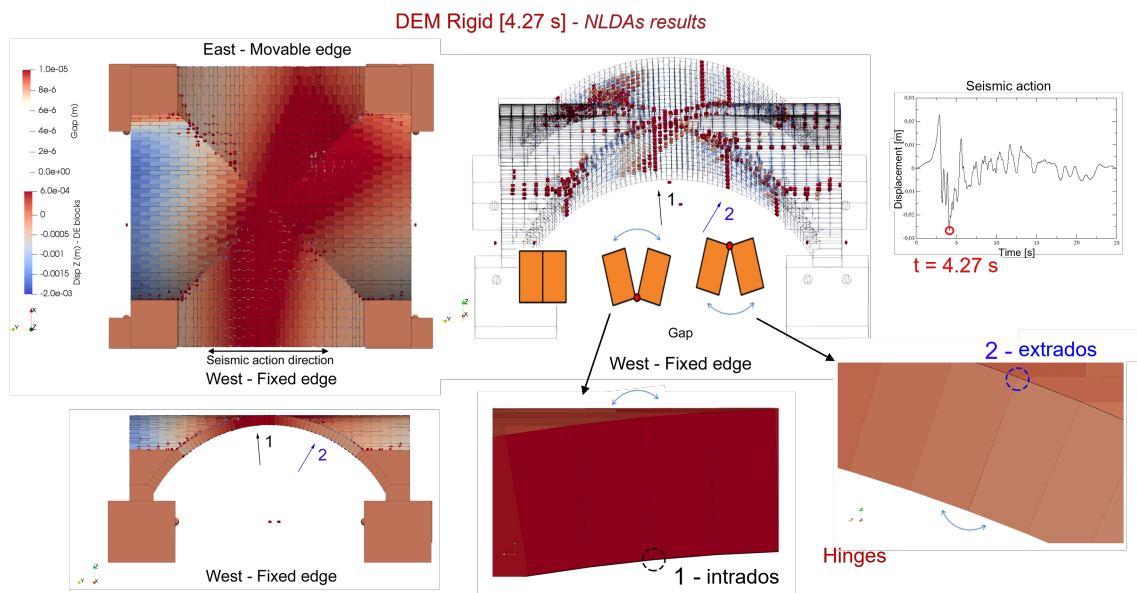 DEM Rigid [4.27 s] - NLDAs results
East - Movable edge
1.0e-05
8e-6
6e-6
4e-6
2e-6
0.0e+00
Gap (m)
6.0e-04
0
-0.0005
-0.001
-0.0015
-2.0e-03
Disp Z (m) - DE blocks
X
Y
Z
Seismic action direction
West - Fixed edge
1
2
Z
Y
X
Gap
West - Fixed edge
Seismic action
0,03
0,02
0,01
0
-0,01
-0,02
-0,03
Displacement [m]
0
5
10
15
20
25
Time [s]
t = 4.27 s
1
2
Z
Y
X
West - Fixed edge
1 - intrados
2 - extrados
Hinges